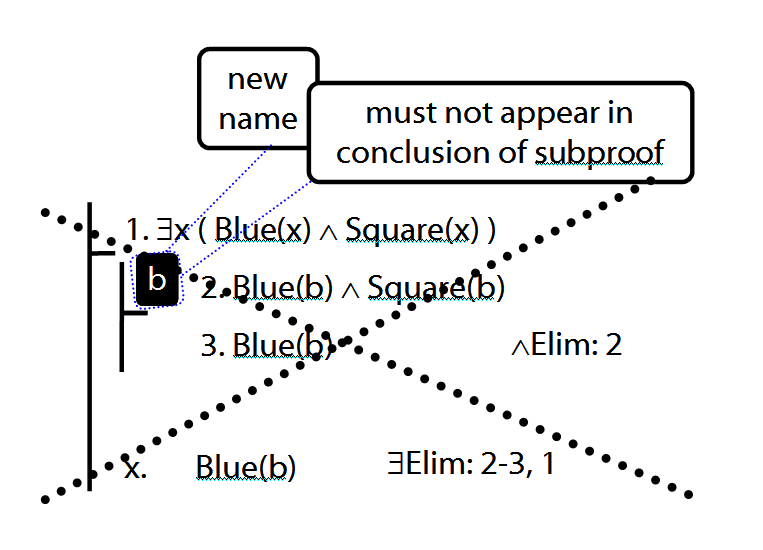 new
name
must not appear in
conclusion of subproof
1. ∃x ( Blue(x) ∧ Square(x) )
b
2. Blue(b) ∧ Square(b)
3. Blue(b) ∧Elim: 2
x. Blue(b) ∃Elim: 2-3, 1